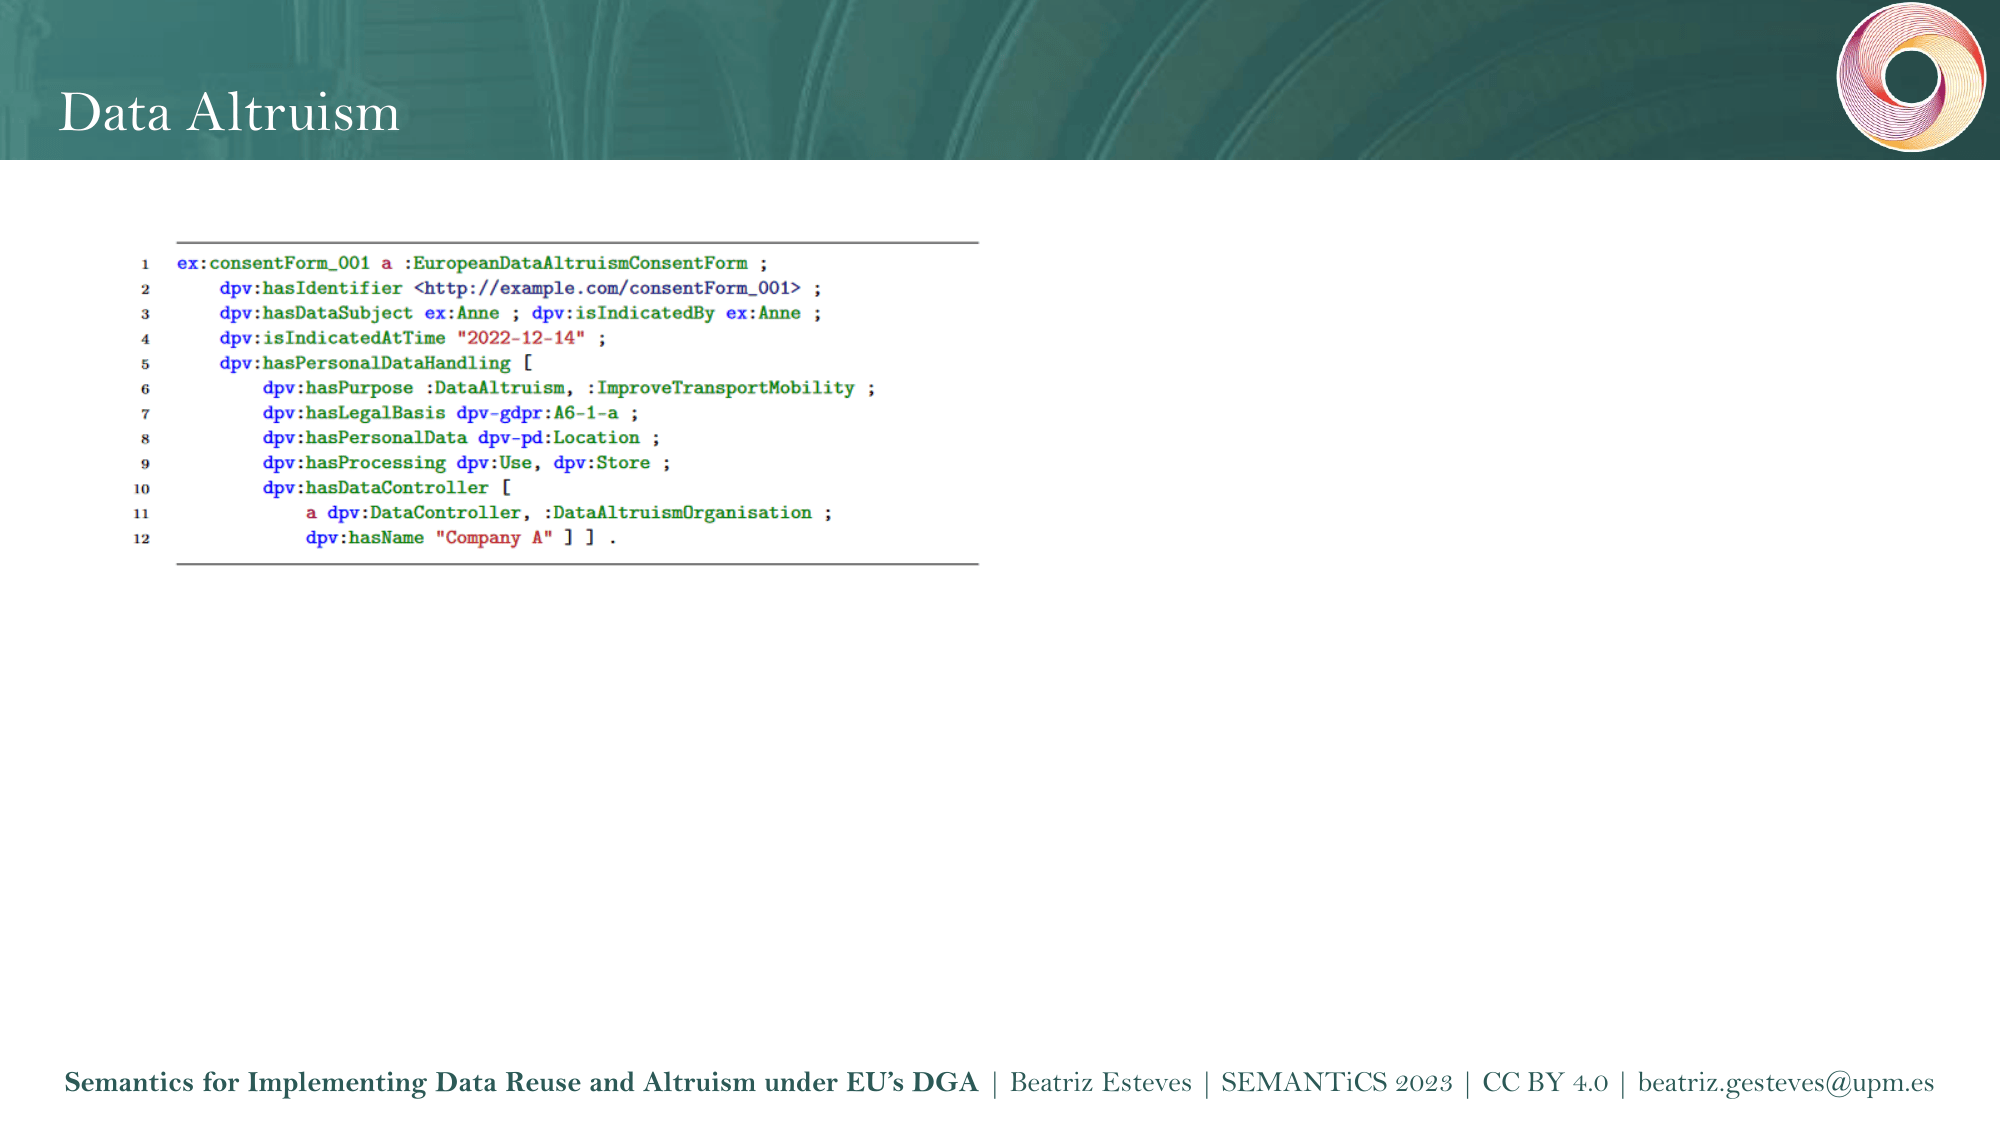 Data Altruism
1 ex:consentForm_001 a :EuropeanDataAltruismConsentForm ;
2 dpv:hasIdentifier <http://example.com/consentForm_001> ;
3 dpv:hasDataSubject ex:Anne ; dpv:isIndicatedBy ex:Anne ;
4 dpv:isIndicatedAtTime "2022-12-14" ;
5 dpv:hasPersonalDataHandling [
6 dpv:hasPurpose :DataAltruism, :ImproveTransportMobility ;
7 dpv:hasLegalBasis dpv-gdpr:A6-1-a ;
8 dpv:hasPersonalData dpv-pd:Location ;
9 dpv:hasProcessing dpv:Use, dpv:Store ;
10 dpv:hasDataController [
11 a dpv:DataController, :DataAltruismOrganisation ;
12 dpv:hasName "Company A" ] ] .
Semantics for Implementing Data Reuse and Altruism under EU’s DGA | Beatriz Esteves | SEMANTiCS 2023 | CC BY 4.0 | beatriz.gesteves@upm.es